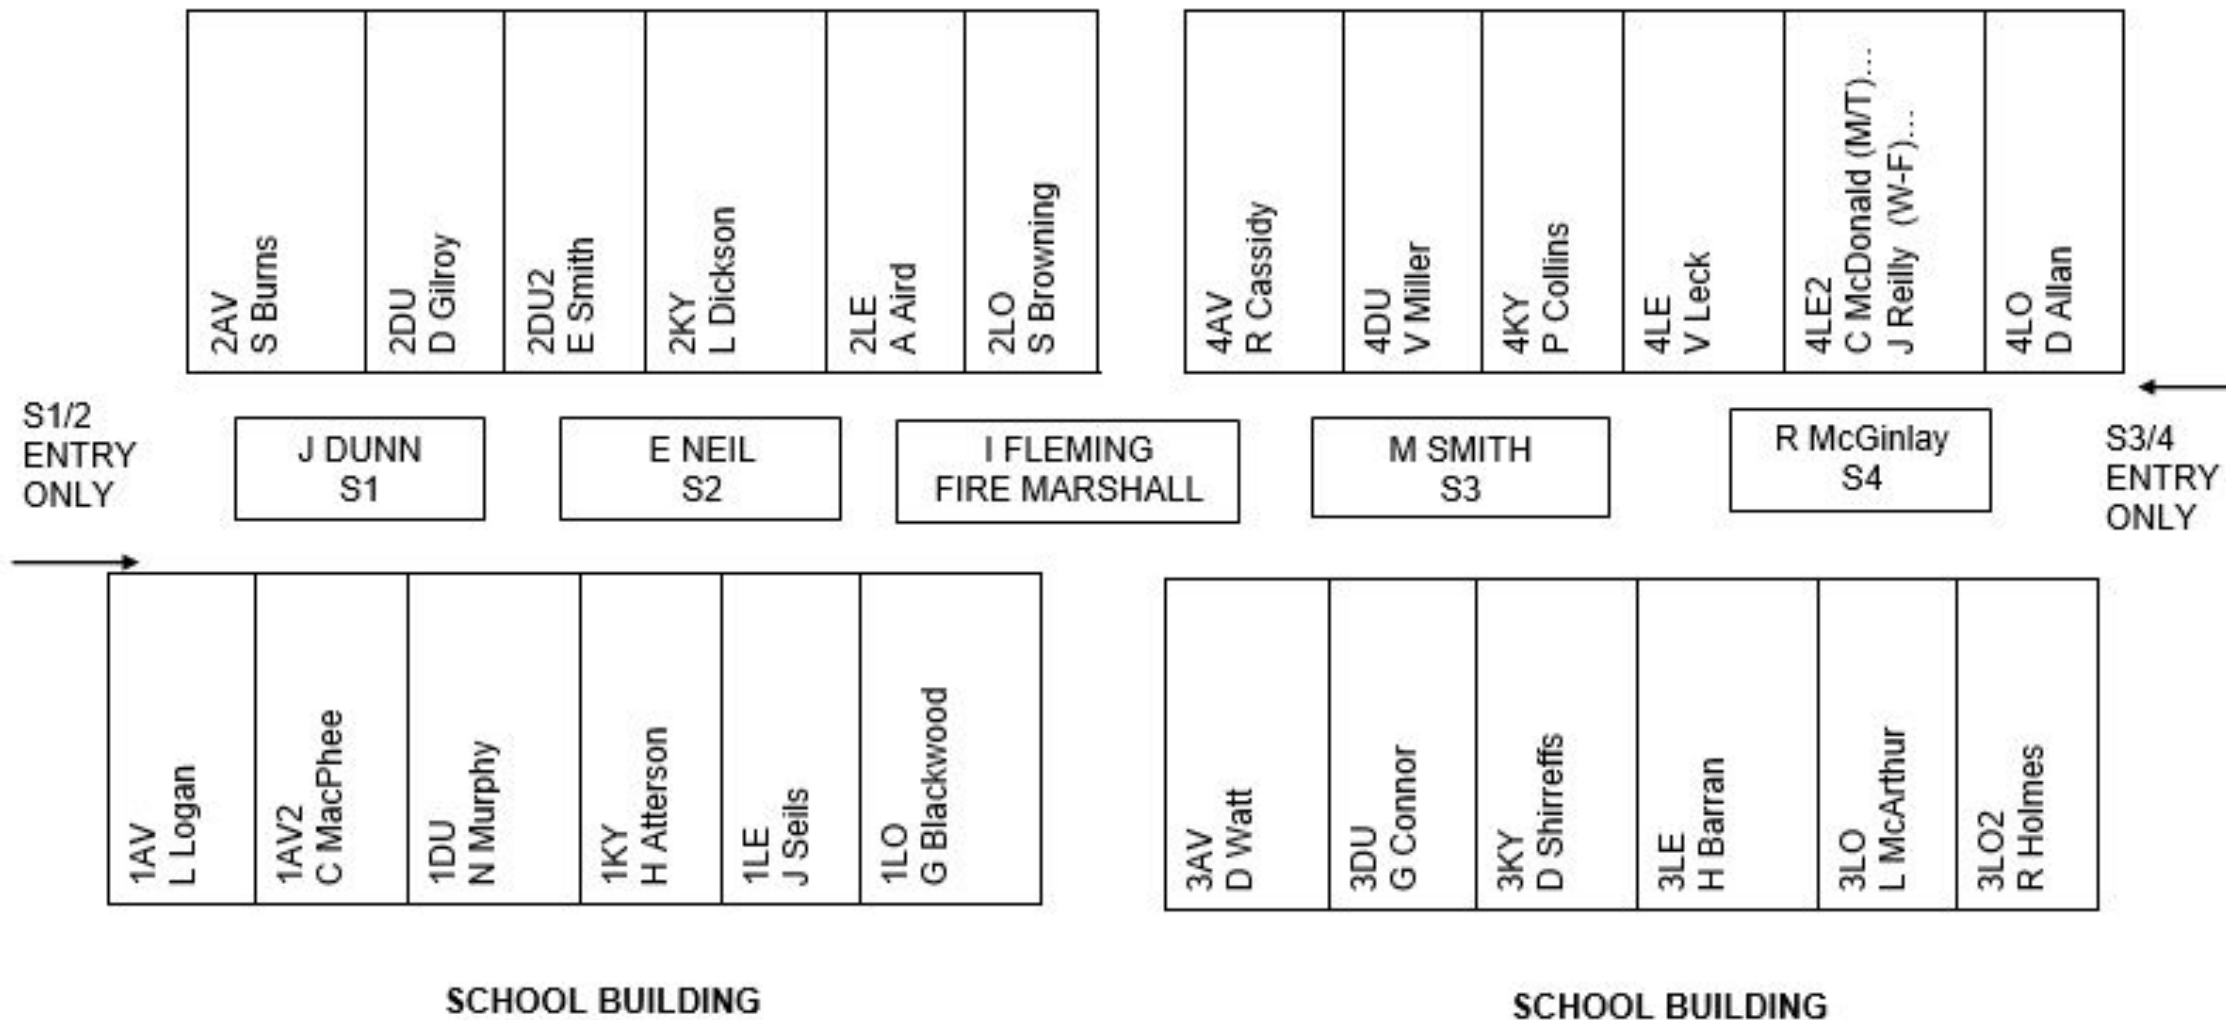 2AV
S Burns
2DU
D Gilroy
2DU2
E Smith
2KY
L Dickson
2LE
A Aird
2LO
S Browning
4AV
R Cassidy
4DU
V Miller
4KY
P Collins
4LE
V Leck
4LE2
C McDonald (M/T)...
J Reilly (W-F)...
4LO
D Allan
S1/2
ENTRY
ONLY
J DUNN
S1
E NEIL
S2
I FLEMING
FIRE MARSHALL
M SMITH
S3
R McGinlay
S4
S3/4
ENTRY
ONLY
1AV
L Logan
1AV2
C MacPhee
1DU
N Murphy
1KY
H Atterson
1LE
J Seils
1LO
G Blackwood
3AV
D Watt
3DU
G Connor
3KY
D Shirreffs
3LE
H Barran
3LO
L McArthur
3LO2
R Holmes
SCHOOL BUILDING
SCHOOL BUILDING